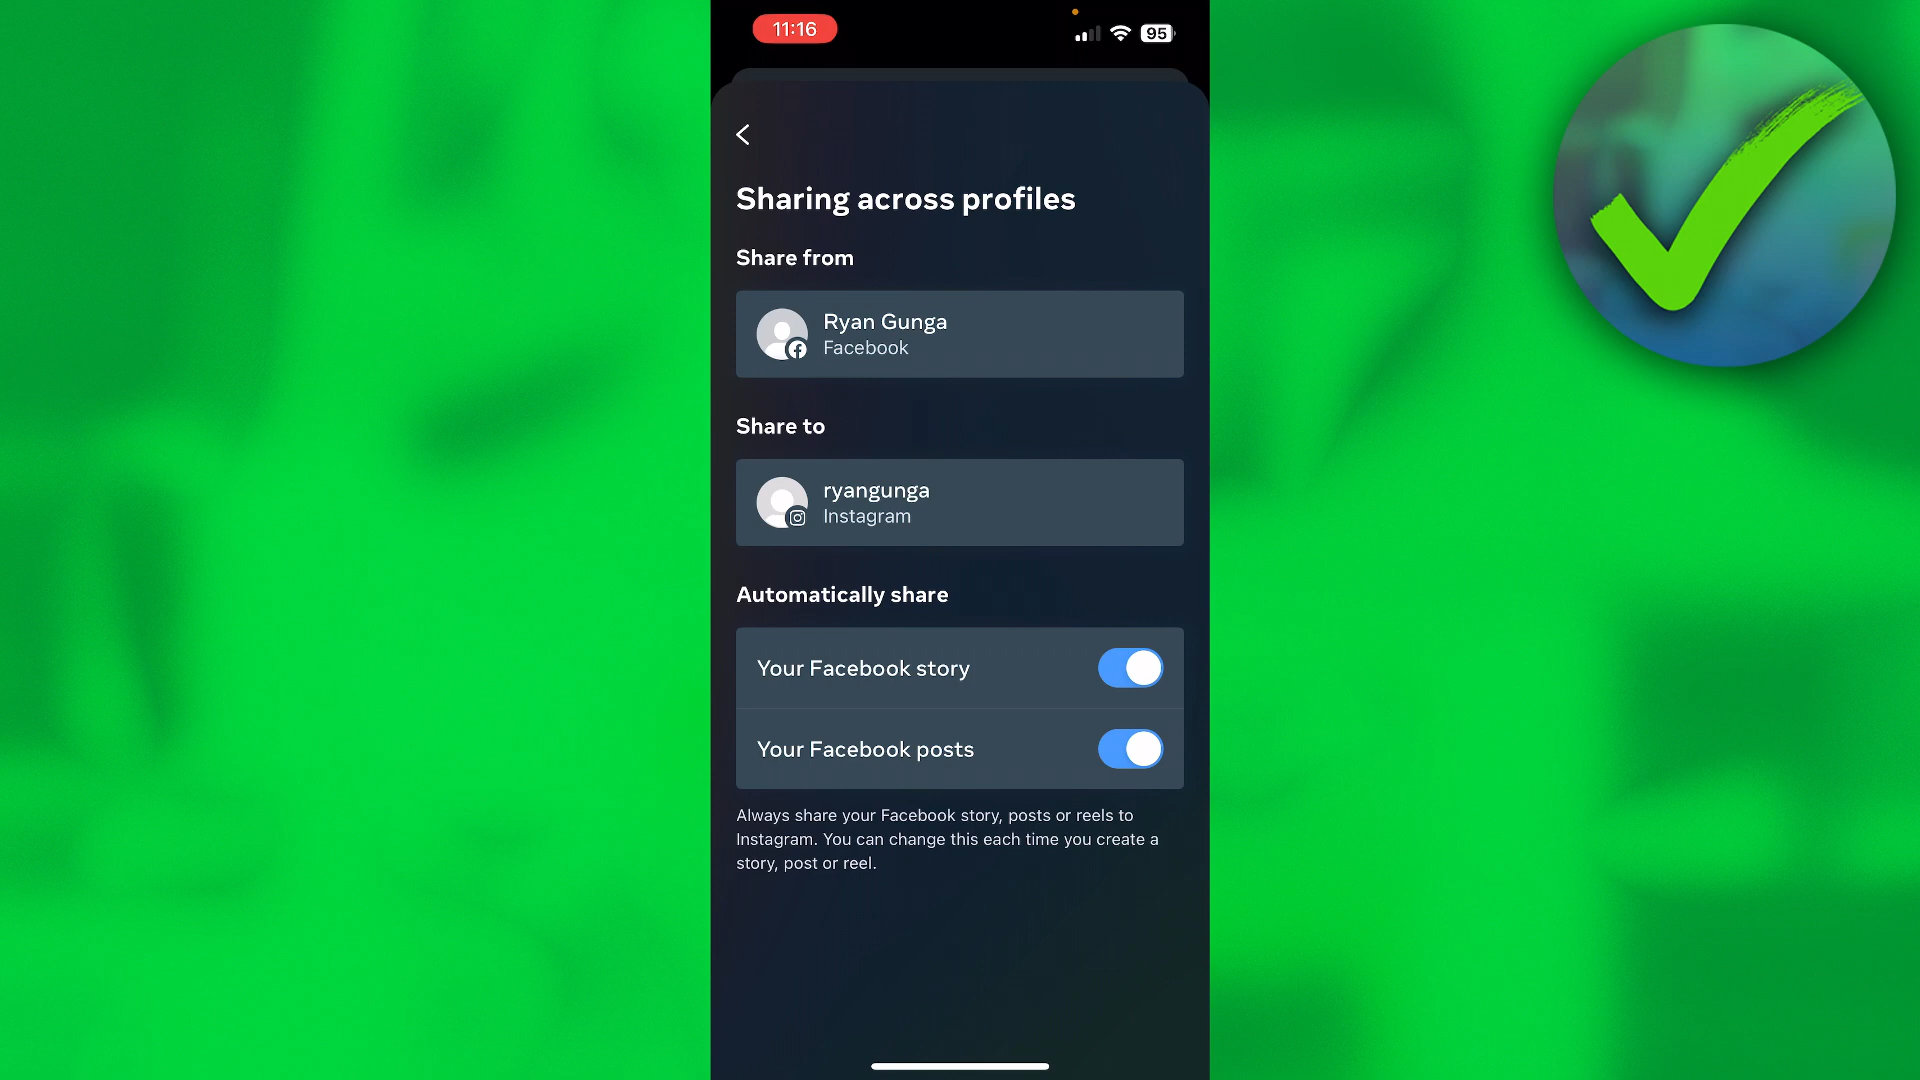 11:16
95
Sharing across profiles
Share from
Ryan Gunga
Facebook
Share to
ryangunga
Instagram
Automatically share
Your Facebook story
Your Facebook posts
Always share your Facebook story, posts or reels to
Instagram. You can change this each time you create a
story, post or reel.